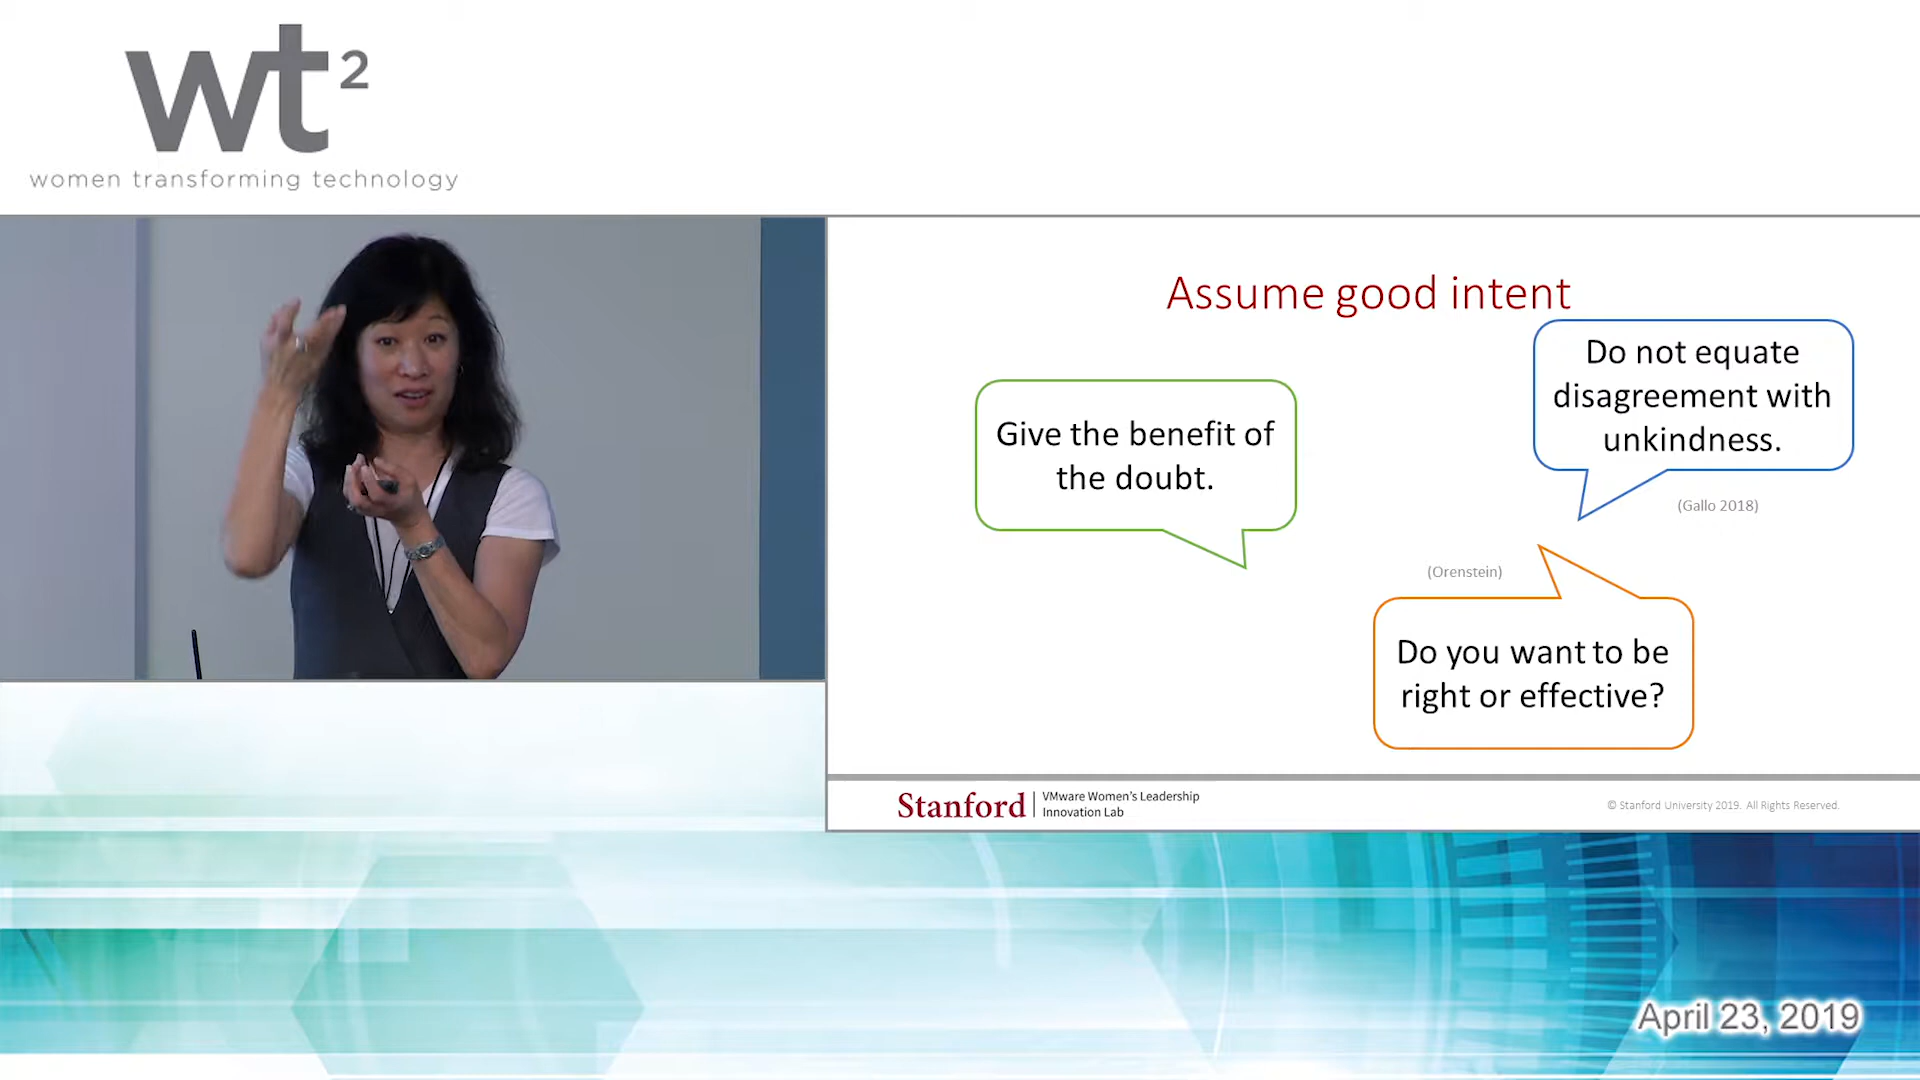 wt2
women transforming technology
Assume good intent
Give the benefit of
the doubt.
Do not equate
disagreement with
unkindness.
(Gallo 2018)
(Orenstein)
Do you want to be
right or effective?
Stanford
VMware Women's Leadership
Innovation Lab
© Stanford University 2019. All Rights Reserved.
April 23, 2019